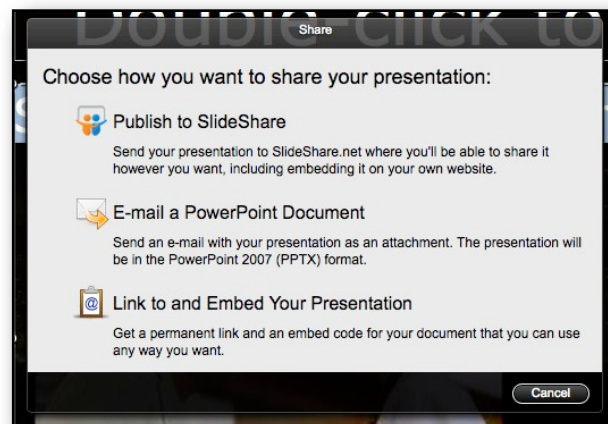 Double-click to
Share
Choose how you want to share your presentation:
Publish to SlideShare
Send your presentation to SlideShare.net where you'll be able to share it
however you want, including embedding it on your own website.
E-mail a PowerPoint Document
Send an e-mail with your presentation as an attachment. The presentation will
be in the PowerPoint 2007 (PPTX) format.
@
Link to and Embed Your Presentation
Get a permanent link and an embed code for your document that you can use
any way you want.
Cancel